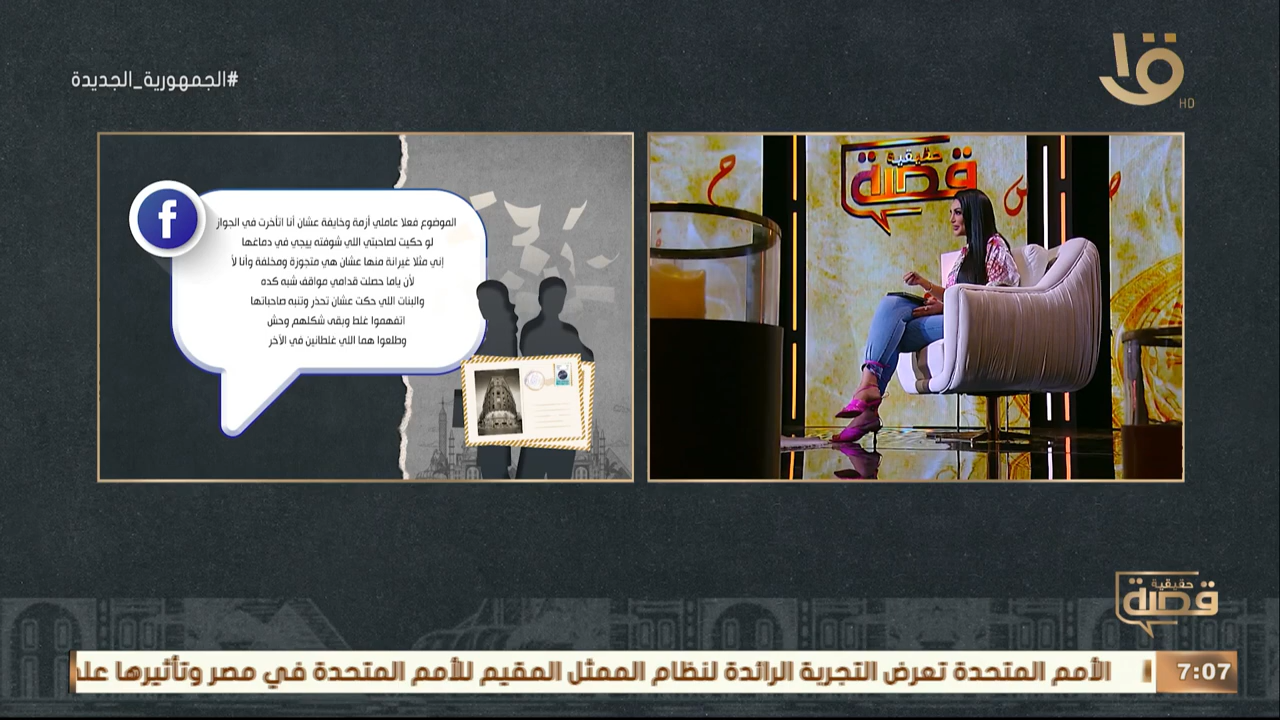 #الجمهورية_الجديدة
HD
f
الموضوع فعلا عاملي أزمة وخايفة عشان أنا اتأخرت في الجواز
لو حكيت لصاحبتي اللي شوفته ييجي في دماغها
إني مثلا غيرانة منها عشان هي متجوزة ومخلفة وأنا لأ
لأن ياما حصلت قدامي مواقف شبه كده
والبنات اللي حكت عشان تحذر وتنبه صاحباتها
اتفهموا غلط وبقى شكلهم وحش
وطلعوا هما اللي غلطانين في الأخر
قصة
حقيقية
قصة
حقيقية
الأمم المتحدة تعرض التجربة الرائدة لنظام الممثل المقيم للأمم المتحدة في مصر وتأثيرها
7:07